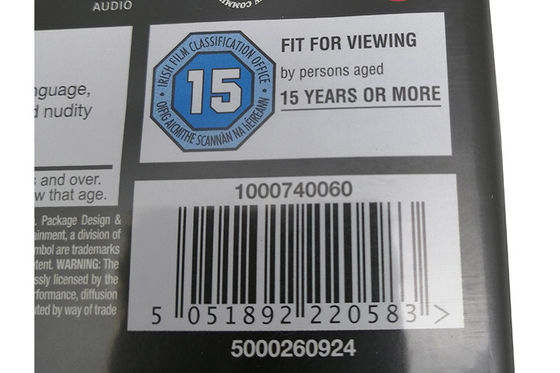 AUDIO
IRISH FILM CLASSIFICATION OFFICE
15
OIFIG AICMITHE SCANNÁN NA hÉIREANN
FIT FOR VIEWING
by persons aged
15 YEARS OR MORE
nguage,
nudity
s and over.
w that age.
Package Design &
ainment, a division of
mbol are trademarks
tent. WARNING: The
ssly licensed by the
rformance, diffusion
uted by way of trade
1000740060
5 051892 220583 >
5000260924